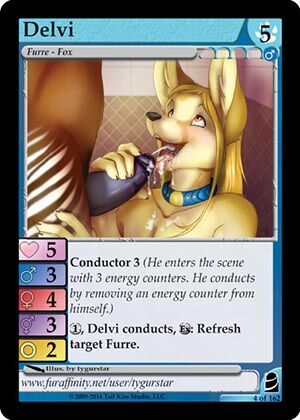 Delvi
5
Furre - Fox
5
3
4
3
2
Conductor 3 (He enters the scene
with 3 energy counters. He conducts
by removing an energy counter from
himself.)
1, Delvi conducts, : Refresh
target Furre.
Illus. by tygurstar
www.furaffinity.net/user/tygurstar
© 2009-2014 Tail Kiss Studio, LLC
4 of 162